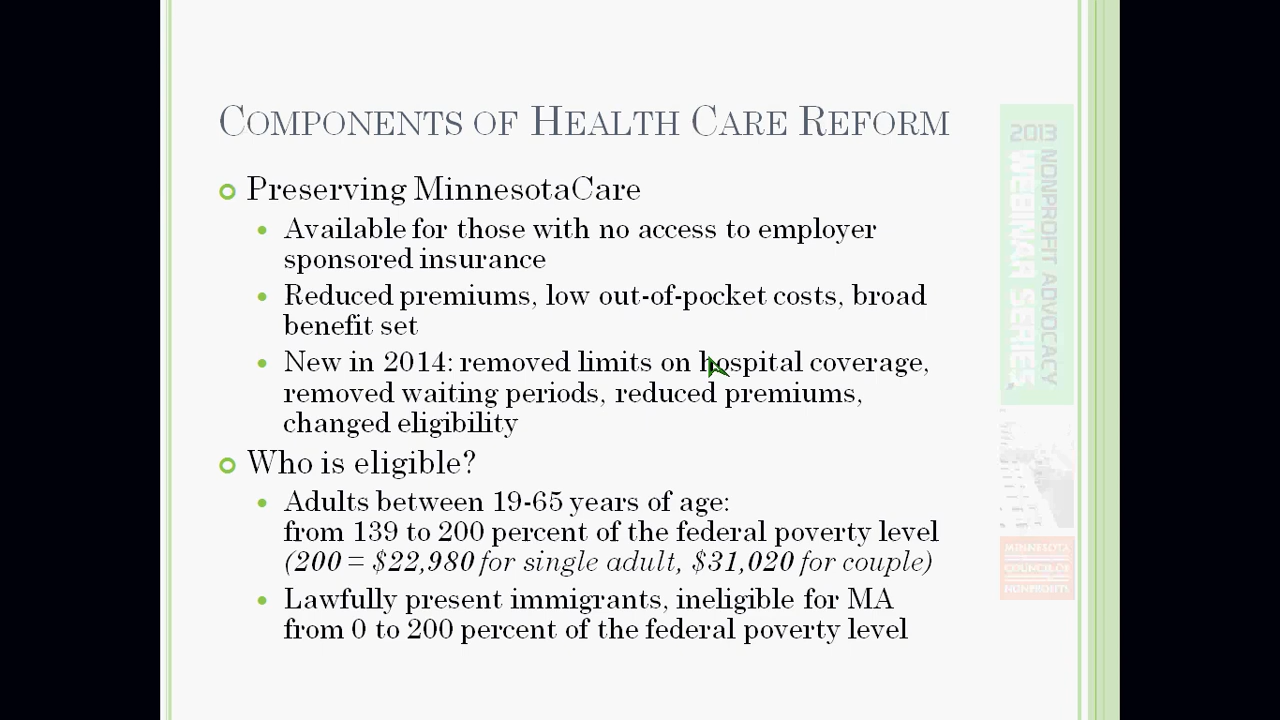 COMPONENTS OF HEALTH CARE REFORM
Preserving MinnesotaCare
Available for those with no access to employer
sponsored insurance
Reduced premiums, low out-of-pocket costs, broad
benefit set
New in 2014: removed limits on hospital coverage,
removed waiting periods, reduced premiums,
changed eligibility
Who is eligible?
Adults between 19-65 years of age:
from 139 to 200 percent of the federal poverty level
(200 = $22,980 for single adult, $31,020 for couple)
Lawfully present immigrants, ineligible for MA
from 0 to 200 percent of the federal poverty level
2013
NONPROFIT ADVOCACY
WEBINAR SERIES
MINNESOTA
COUNCIL OF
NONPROFITS